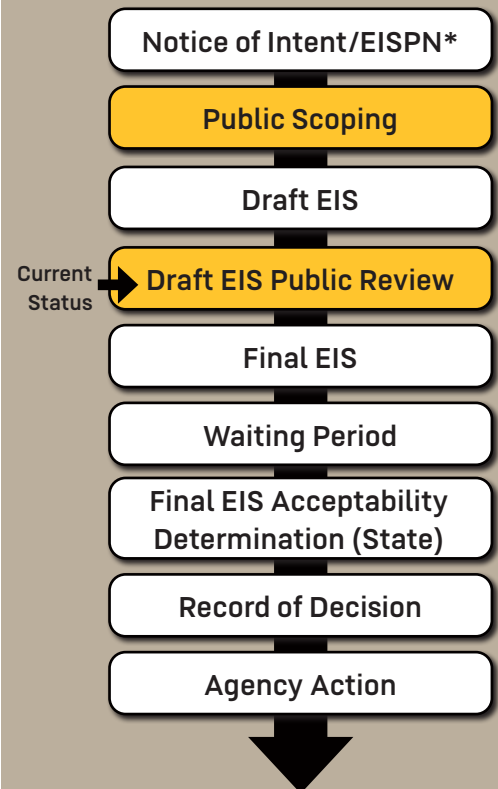 Notice of Intent/EISPN*
Public Scoping
Draft EIS
Current
Status
Draft EIS Public Review
Final EIS
Waiting Period
Final EIS Acceptability
Determination (State)
Record of Decision
Agency Action